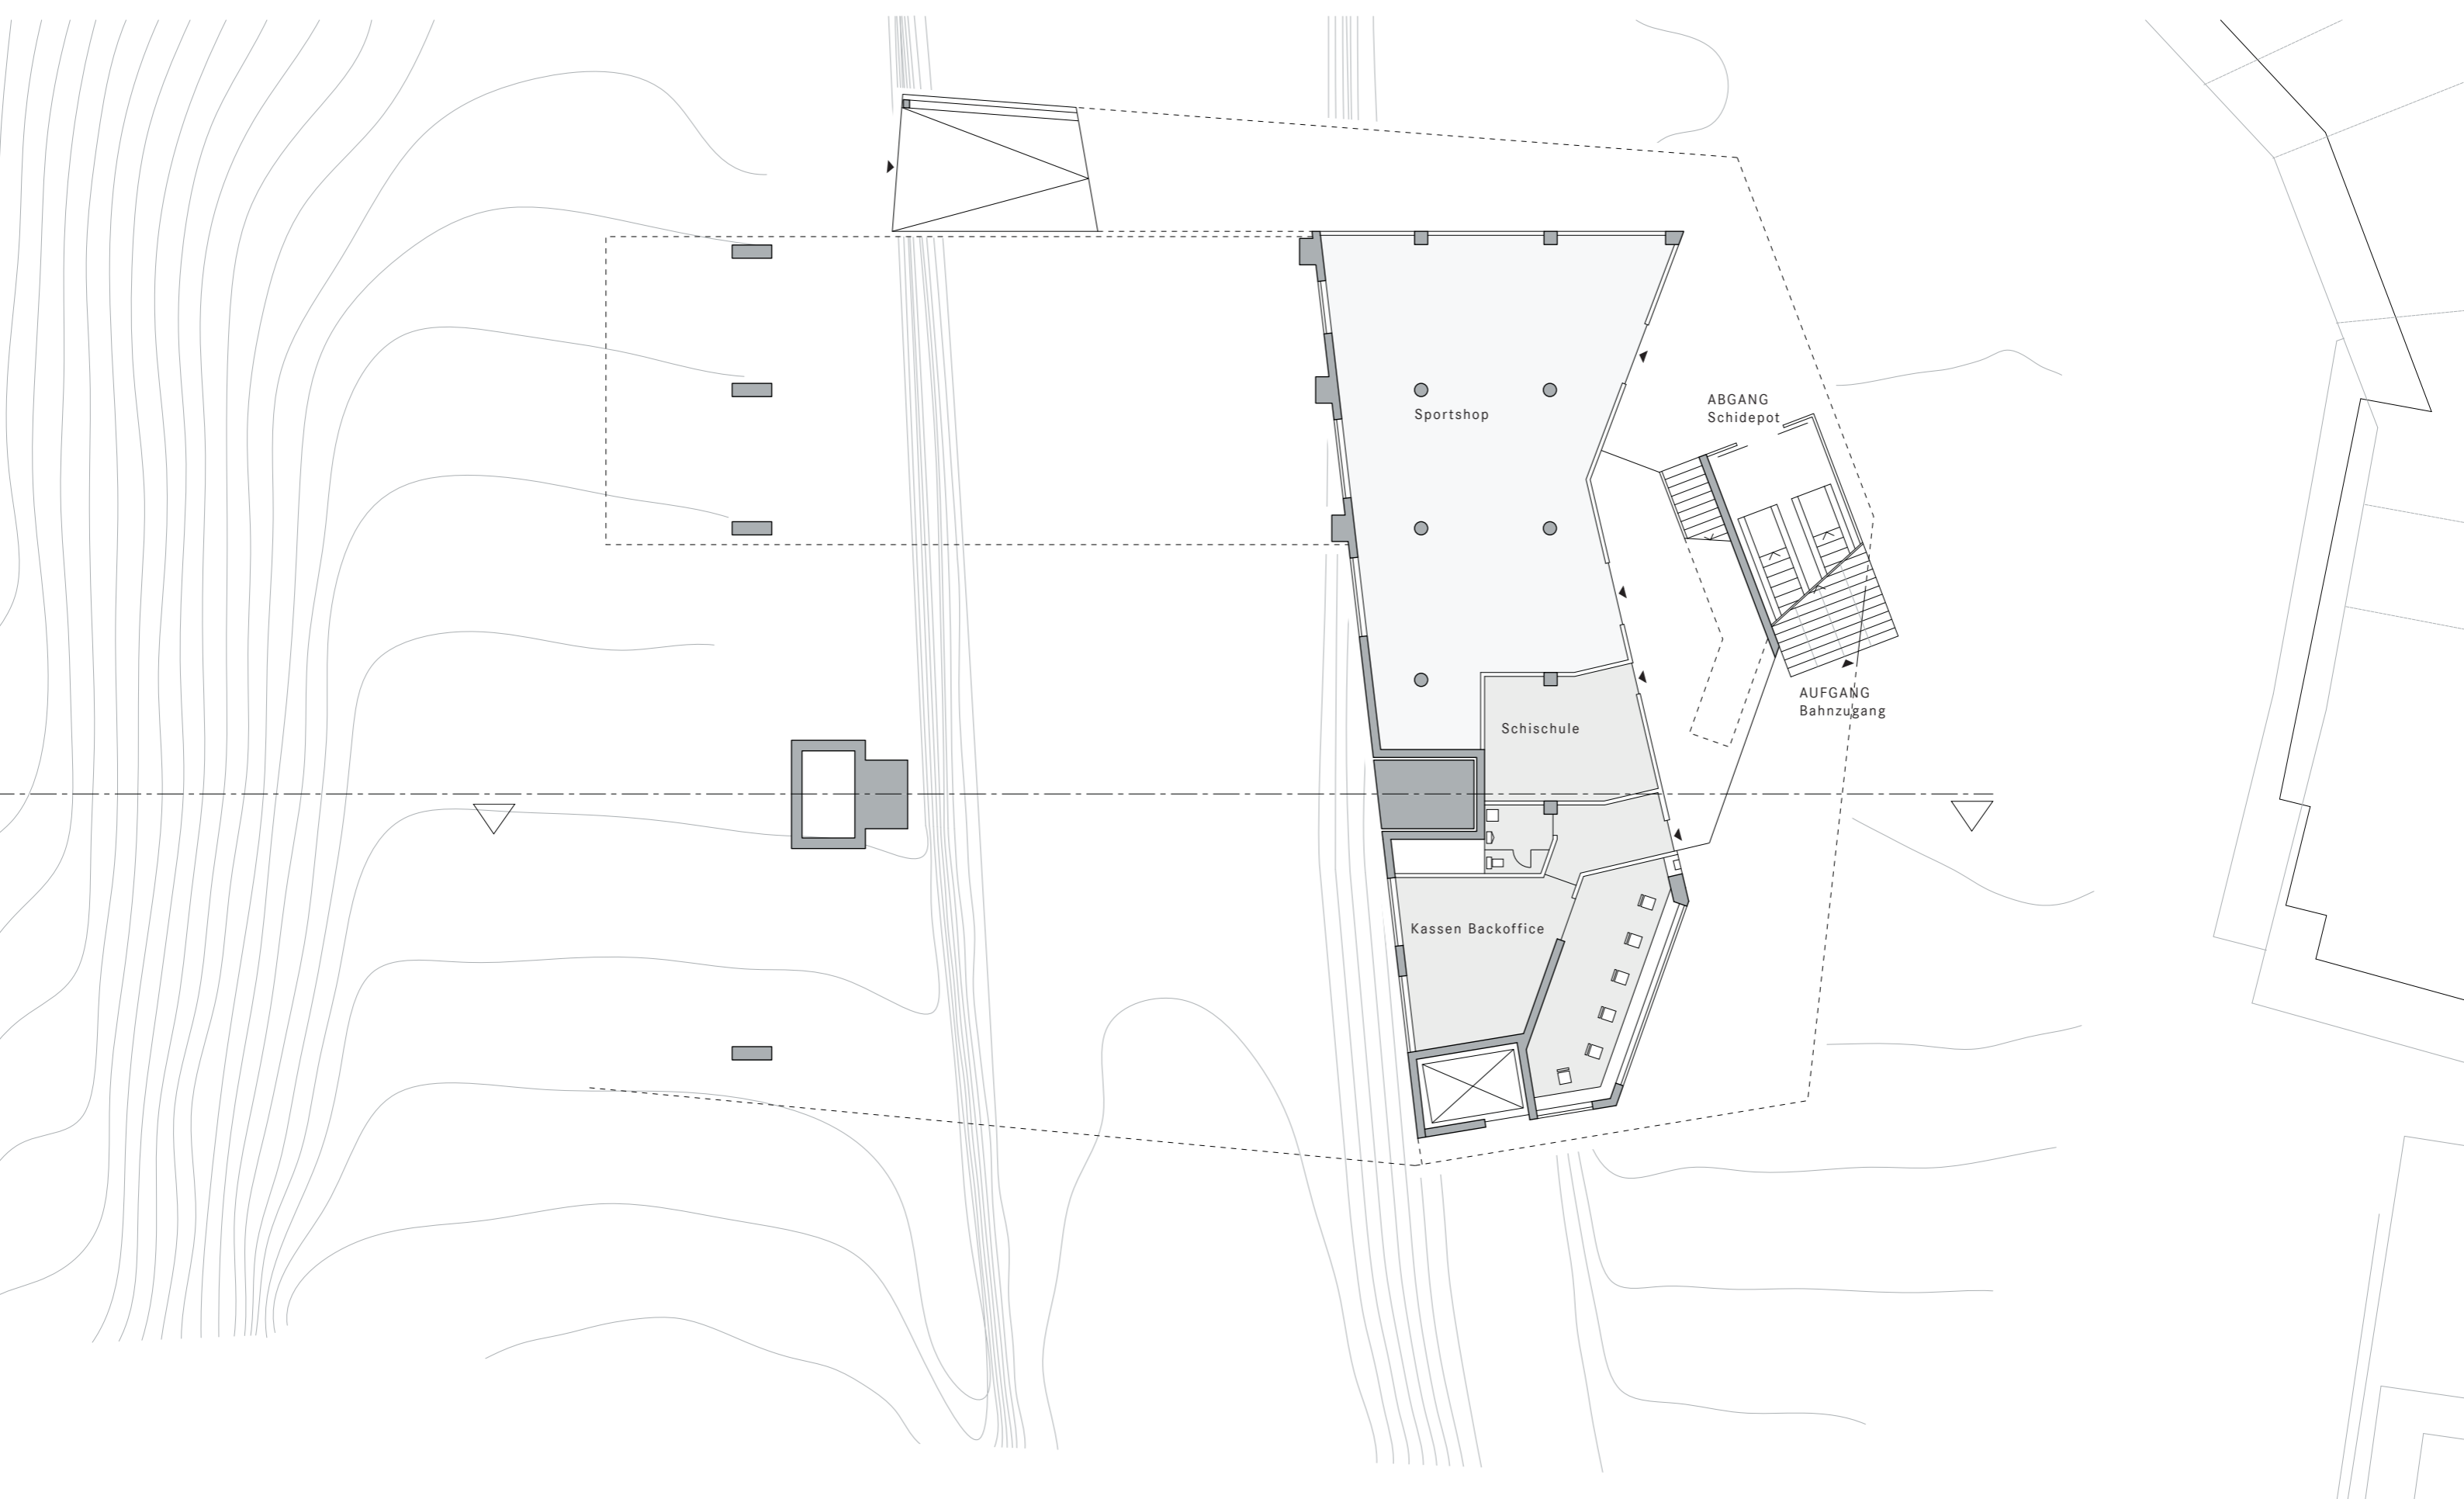 ABGANG
Schidepot
Sportshop
AUFGANG
Bahnzugang
Schischule
Kassen Backoffice